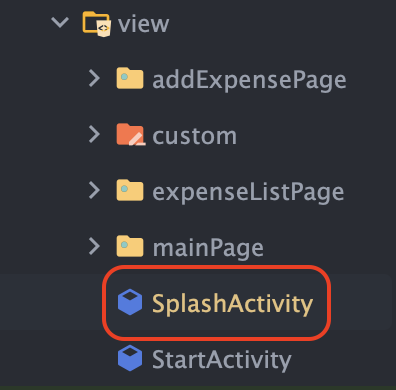 view
addExpensePage
custom
expenseListPage
mainPage
SplashActivity
StartActivity